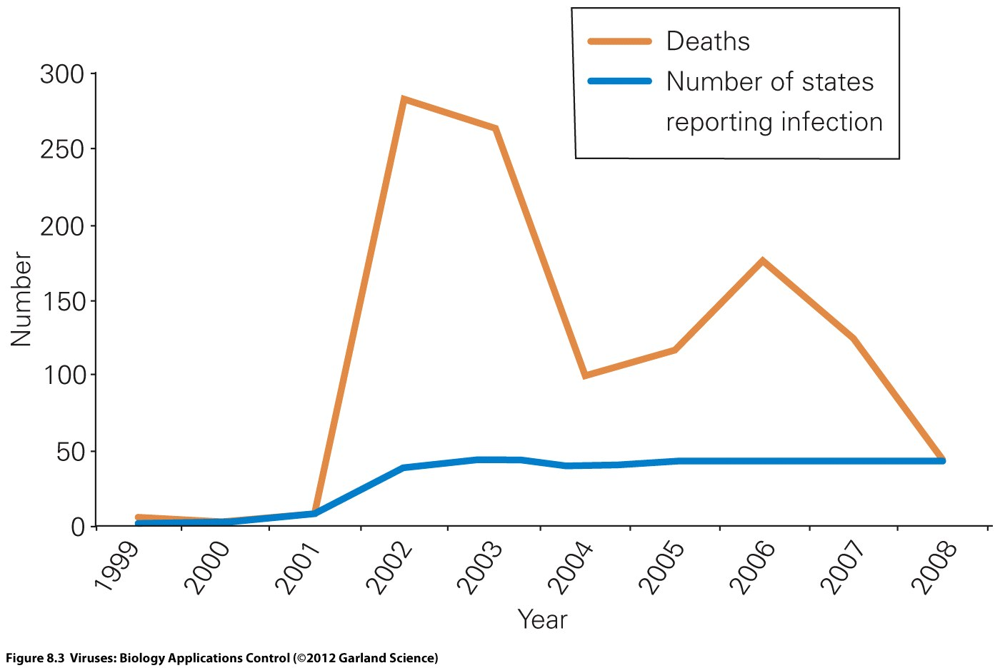 Deaths
Number of states
reporting infection
300
250
200
150
100
50
0
Number
1999
2000
2001
2002
2003
2004
2005
2006
2007
2008
Year
Figure 8.3 Viruses: Biology Applications Control (©2012 Garland Science)